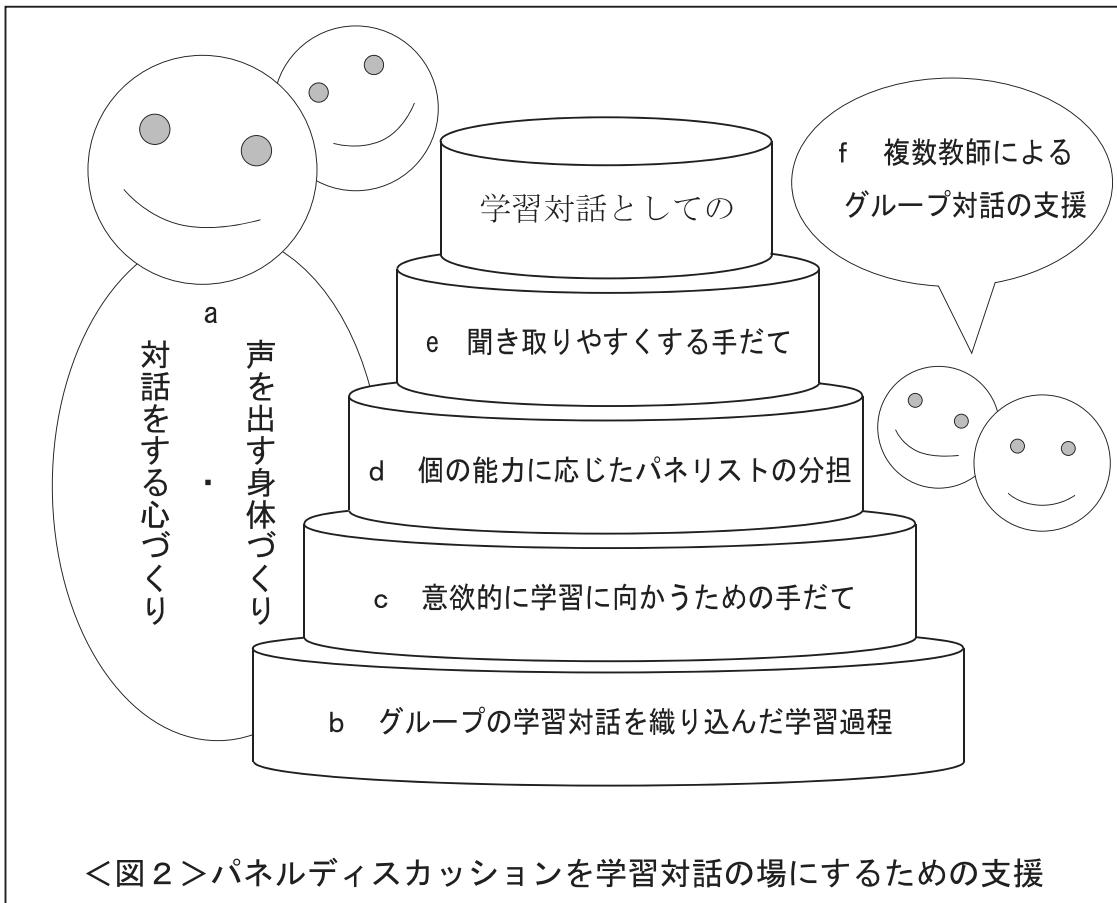 a
声を出す身体づくり
・
対話をする心づくり
学習対話としての
e 聞き取りやすくする手だて
d 個の能力に応じたパネリストの分担
c 意欲的に学習に向かうための手だて
b グループの学習対話を織り込んだ学習過程
f 複数教師による
グループ対話の支援
＜図２＞パネルディスカッションを学習対話の場にするための支援